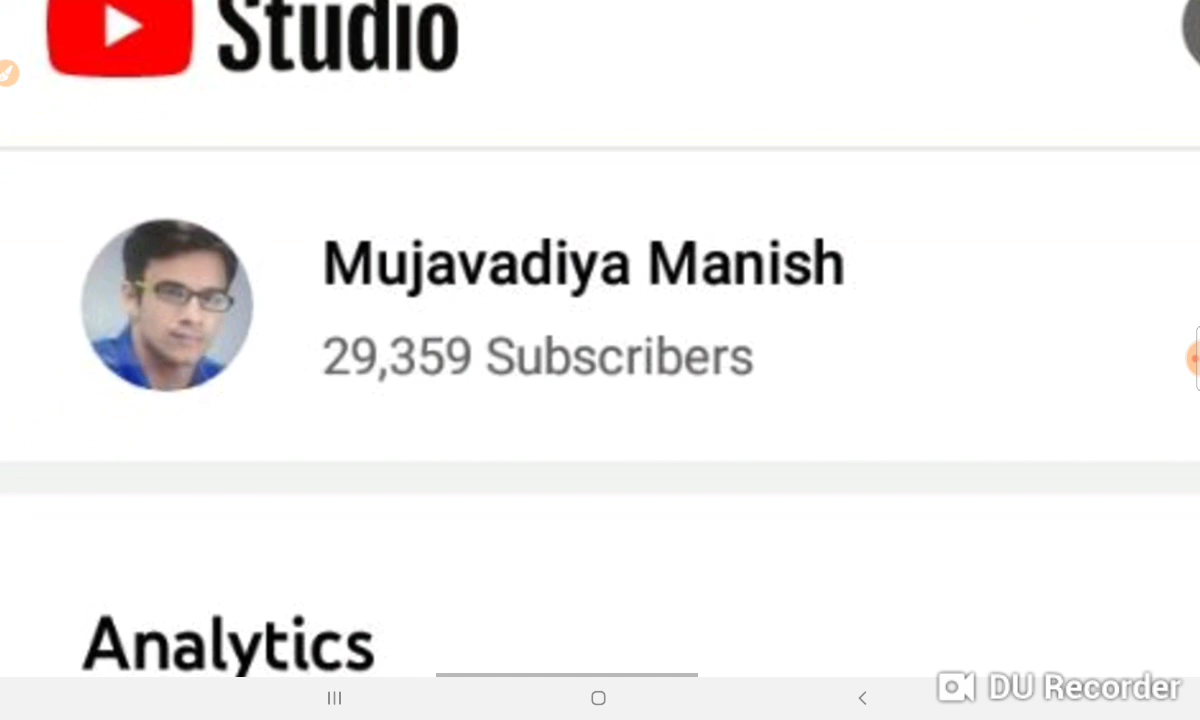 Studio
Mujavadiya Manish
29,359 Subscribers
Analytics
DU Recorder